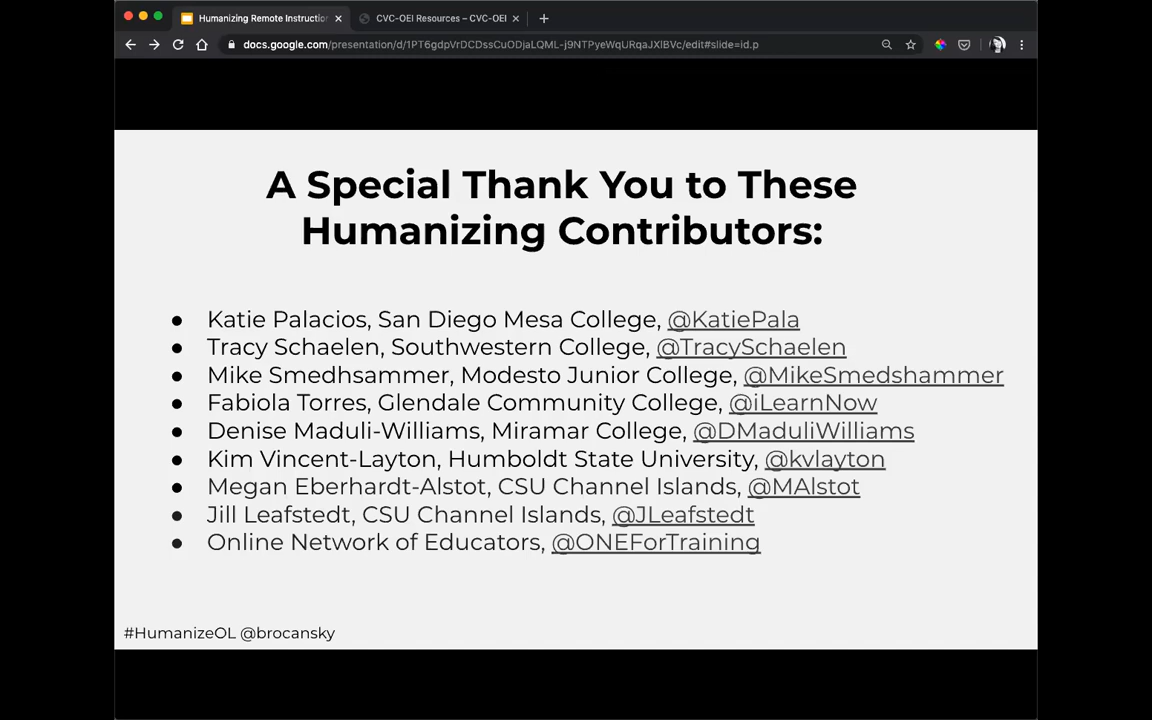 Humanizing Remote Instruction
CVC-OEI Resources – CVC-OEI
docs.google.com/presentation/d/1PT6gdpVrDCDssCuODjaLQML-j9NTPyeWqURqaJXlBVc/edit#slide=id.p
A Special Thank You to These
Humanizing Contributors:
● Katie Palacios, San Diego Mesa College, @KatiePala
● Tracy Schaelen, Southwestern College, @TracySchaelen
● Mike Smedhsammer, Modesto Junior College, @MikeSmedshammer
● Fabiola Torres, Glendale Community College, @iLearnNow
● Denise Maduli-Williams, Miramar College, @DMaduliWilliams
● Kim Vincent-Layton, Humboldt State University, @kvlayton
● Megan Eberhardt-Alstot, CSU Channel Islands, @MAlstot
● Jill Leafstedt, CSU Channel Islands, @JLeafstedt
● Online Network of Educators, @ONEForTraining
#HumanizeOL @brocansky